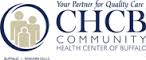 Your Partner for Quality Care
CHCB
COMMUNITY
HEALTH CENTER OF BUFFALO
BUFFALO NIAGARA FALLS